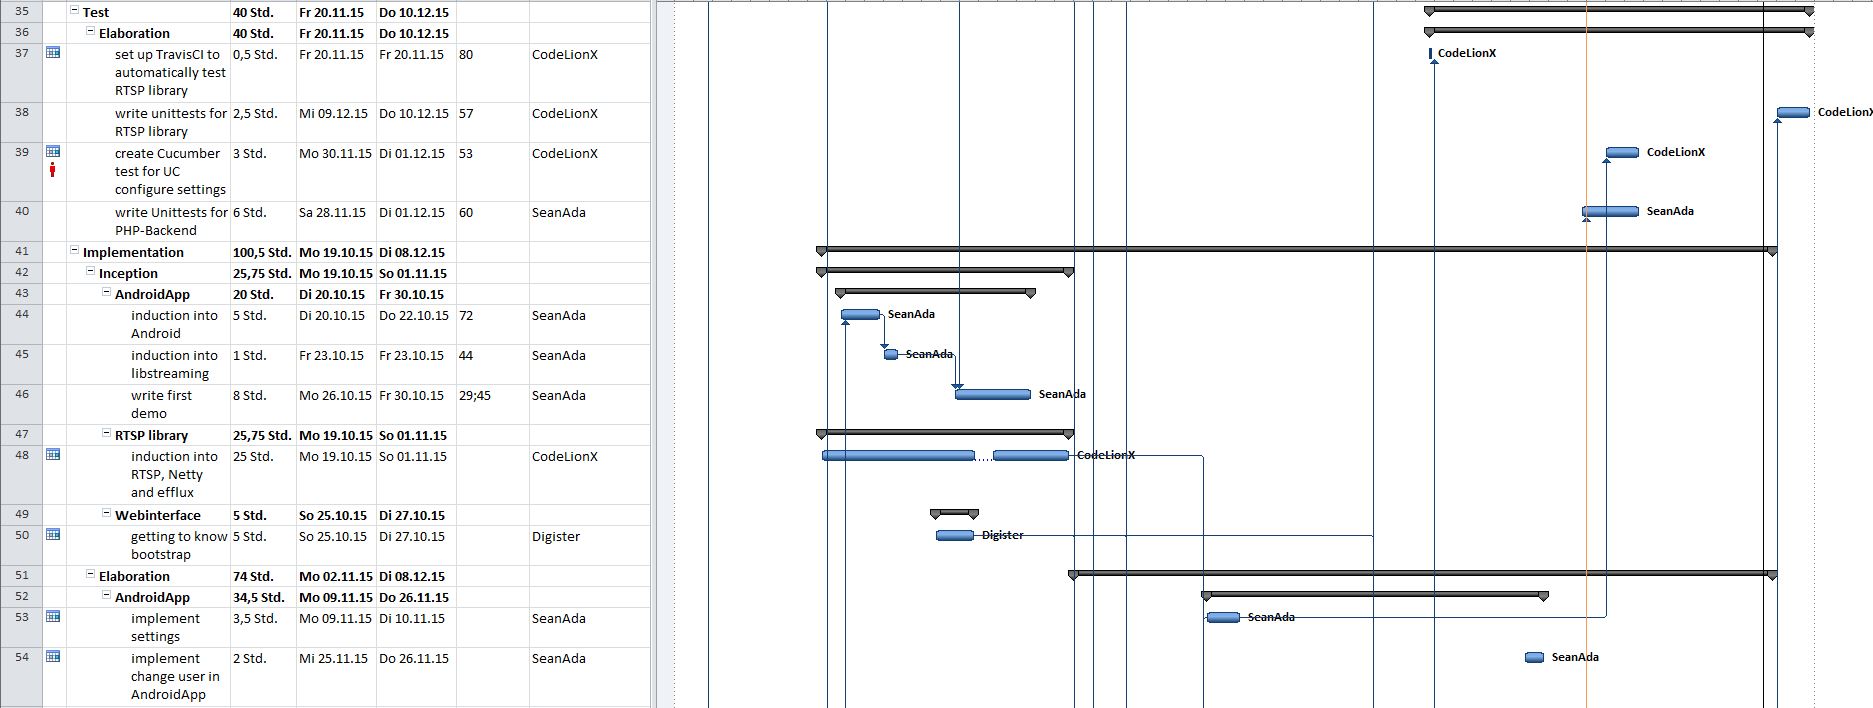 35 Test 40 Std. Fr 20.11.15 Do 10.12.15
36 Elaboration 40 Std. Fr 20.11.15 Do 10.12.15
37 set up TravisCI to 0,5 Std. Fr 20.11.15 Fr 20.11.15 80 CodeLionX CodeLionX
automatically test
RTSP library
38 write unittests for 2,5 Std. Mi 09.12.15 Do 10.12.15 57 CodeLionX CodeLionX
RTSP library
39 create Cucumber 3 Std. Mo 30.11.15 Di 01.12.15 53 CodeLionX CodeLionX
test for UC
configure settings
40 write Unittests for 6 Std. Sa 28.11.15 Di 01.12.15 60 SeanAda SeanAda
PHP-Backend
41 Implementation 100,5 Std. Mo 19.10.15 Di 08.12.15
42 Inception 25,75 Std. Mo 19.10.15 So 01.11.15
43 AndroidApp 20 Std. Di 20.10.15 Fr 30.10.15
44 induction into 5 Std. Di 20.10.15 Do 22.10.15 72 SeanAda SeanAda
Android
45 induction into 1 Std. Fr 23.10.15 Fr 23.10.15 44 SeanAda SeanAda
libstreaming
46 write first 8 Std. Mo 26.10.15 Fr 30.10.15 29;45 SeanAda SeanAda
demo
47 RTSP library 25,75 Std. Mo 19.10.15 So 01.11.15
48 induction into 25 Std. Mo 19.10.15 So 01.11.15 CodeLionX CodeLionX
RTSP, Netty
and efflux
49 Webinterface 5 Std. So 25.10.15 Di 27.10.15
50 getting to know 5 Std. So 25.10.15 Di 27.10.15 Digister Digister
bootstrap
51 Elaboration 74 Std. Mo 02.11.15 Di 08.12.15
52 AndroidApp 34,5 Std. Mo 09.11.15 Do 26.11.15
53 implement 3,5 Std. Mo 09.11.15 Di 10.11.15 SeanAda SeanAda
settings
54 implement 2 Std. Mi 25.11.15 Do 26.11.15 SeanAda SeanAda
change user in
AndroidApp